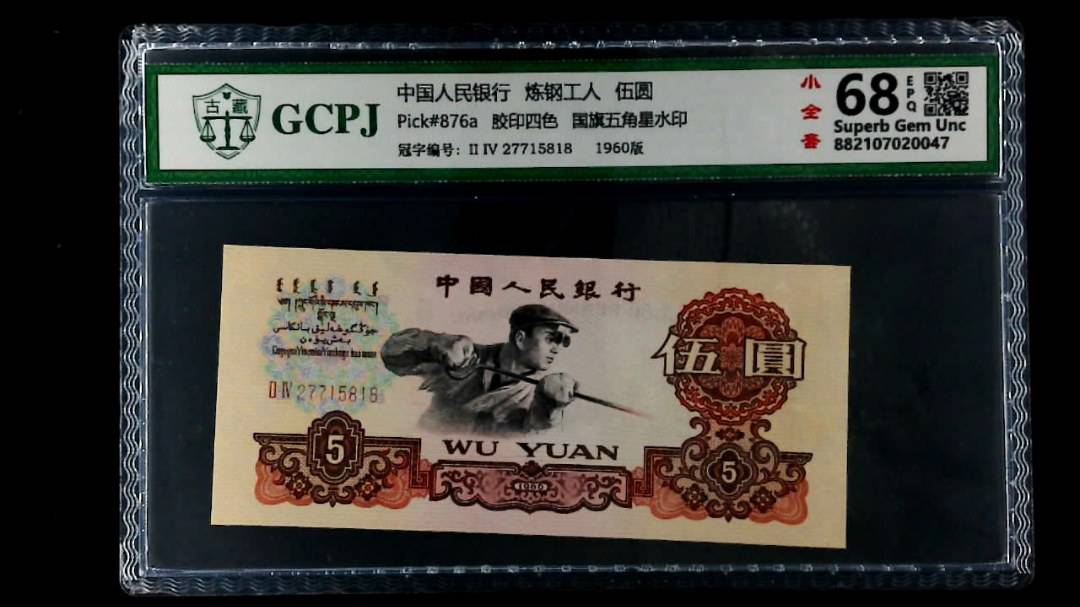 古藏
GCPJ
中国人民银行 炼钢工人 伍圆
Pick#876a 胶印四色 国旗五角星水印
冠字编号: II IV 27715818 1960版
小全套
68
EPQ
Superb Gem Unc
882107020047
中國人民銀行
伍圓
II IV 27715818
WU YUAN
5
1960
5